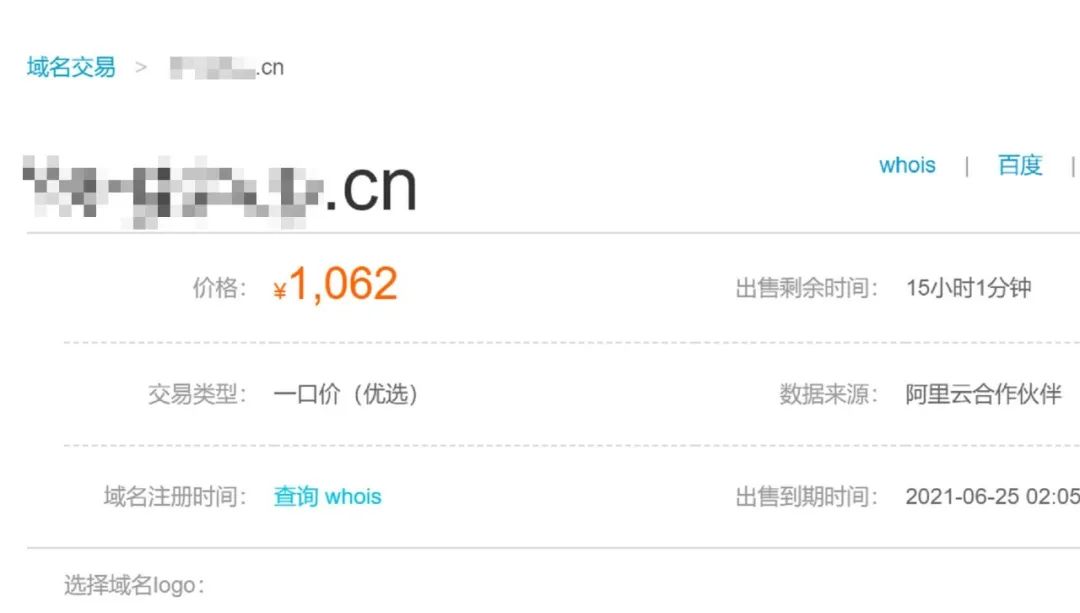 域名交易 > .cn
.cn
whois | 百度 |
价格： ¥1,062 出售剩余时间： 15小时1分钟
交易类型： 一口价（优选） 数据来源： 阿里云合作伙伴
域名注册时间： 查询 whois 出售到期时间： 2021-06-25 02:05
选择域名logo：